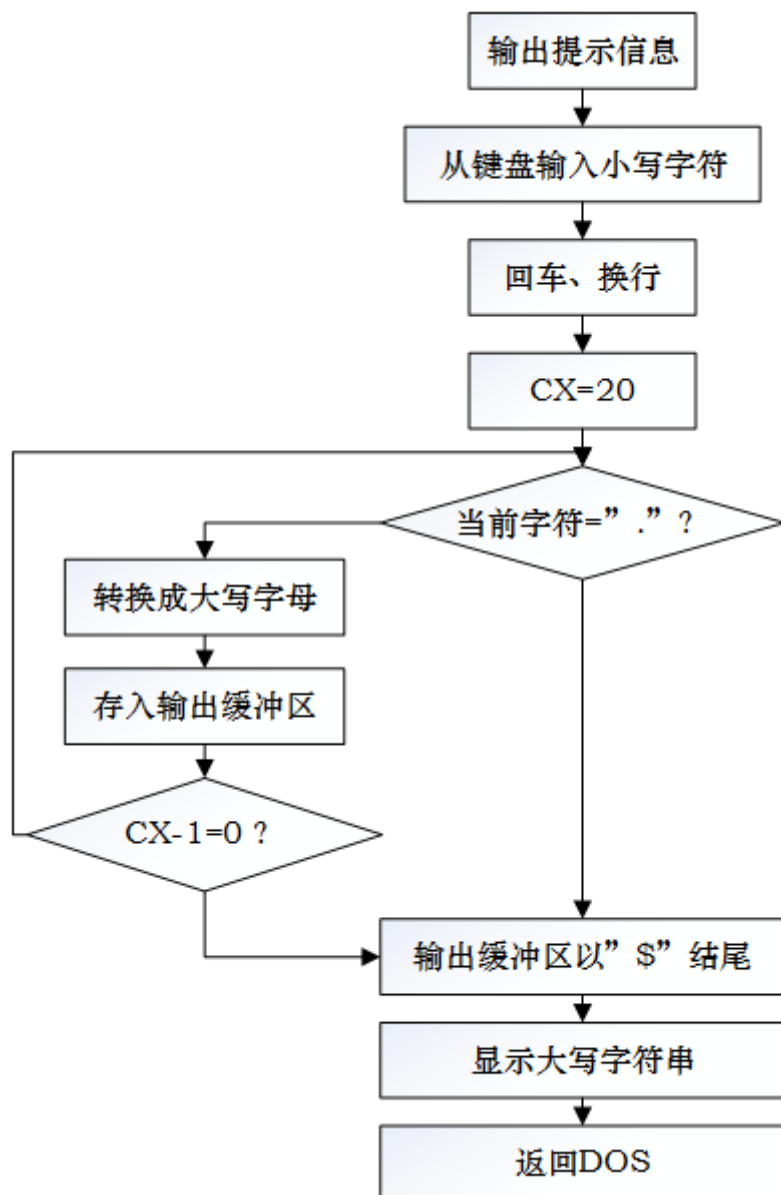 输出提示信息
从键盘输入小写字符
回车、换行
CX=20
当前字符=”.”?
转换成大写字母
存入输出缓冲区
CX-1=0?
输出缓冲区以”$”结尾
显示大写字符串
返回DOS